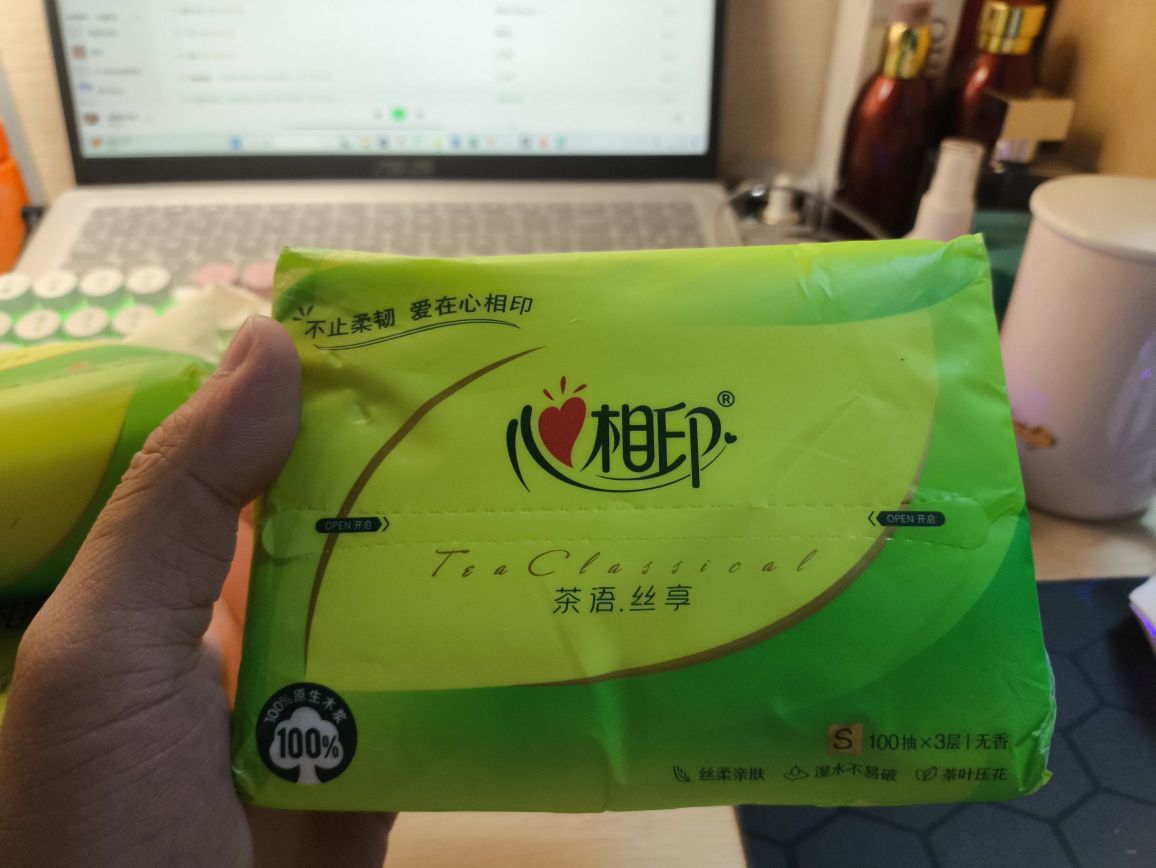 不止柔韧 爱在心相印
心相印®
OPEN 开启
OPEN 开启
TeaClassical
茶语.丝享
100%原生木浆
100%
S 100抽×3层|无香
丝柔亲肤 湿水不易破 茶叶压花